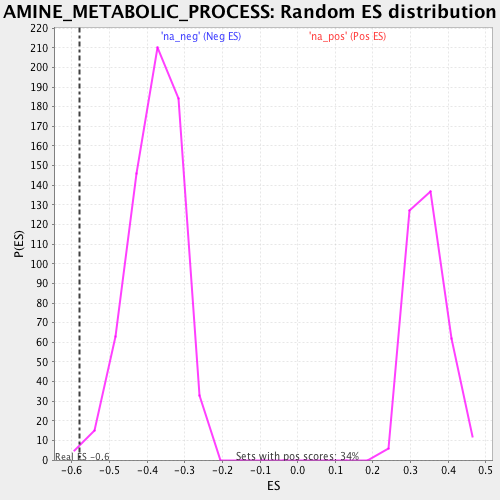 AMINE_METABOLIC_PROCESS: Random ES distribution
'na_neg' (Neg ES)
'na_pos' (Pos ES)
220
210
200
190
180
170
160
150
140
130
120
110
100
90
80
70
60
50
40
30
20
10
0
P(ES)
Real ES -0.6
Sets with pos scores: 34%
-0.6 -0.5 -0.4 -0.3 -0.2 -0.1 0.0 0.1 0.2 0.3 0.4 0.5
ES